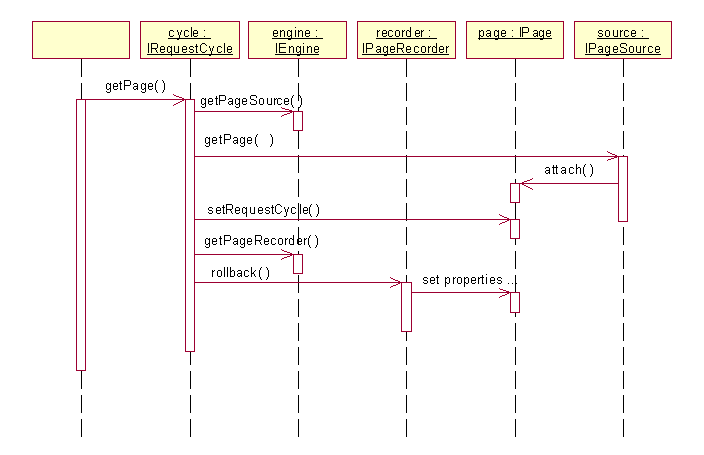 cycle :
IRequestCycle
engine :
IEngine
recorder :
IPageRecorder
page : IPage
source :
IPageSource
getPage( )
getPageSource( )
getPage(  )
attach( )
setRequestCycle( )
getPageRecorder( )
rollback( )
set properties ...